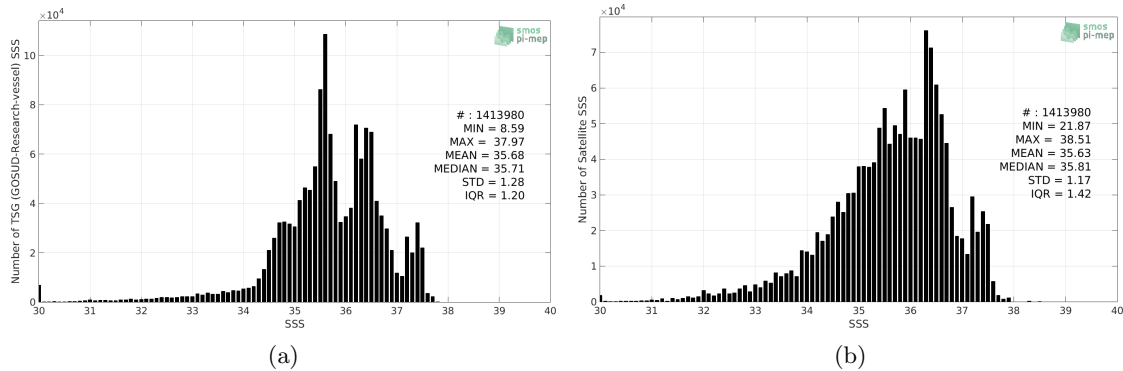 ×10⁴
10
8
6
4
2
0
30
31
32
33
34
35
36
37
38
39
40
SSS
Number of TSG (GOSUD-Research-vessel) SSS
smos
pi-mep
# : 1413980
MIN = 8.59
MAX = 37.97
MEAN = 35.68
MEDIAN = 35.71
STD = 1.28
IQR = 1.20
(a)
×10⁴
7
6
5
4
3
2
1
0
30
31
32
33
34
35
36
37
38
39
40
SSS
Number of Satellite SSS
smos
pi-mep
# : 1413980
MIN = 21.87
MAX = 38.51
MEAN = 35.63
MEDIAN = 35.81
STD = 1.17
IQR = 1.42
(b)